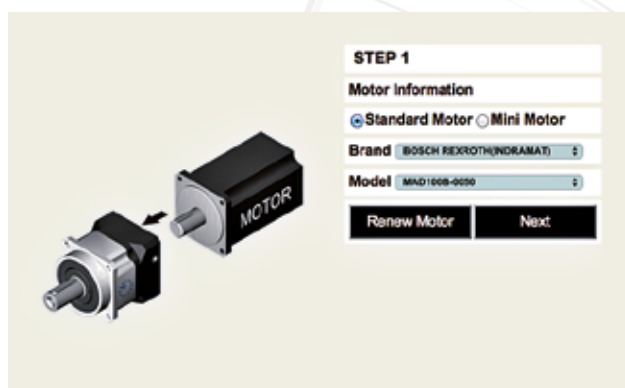 STEP 1
Motor Information
Standard Motor Mini Motor
Brand BOSCH REXROTH(INDRAMAT)
Model MAD100B-0050
Renew Motor Next
MOTOR